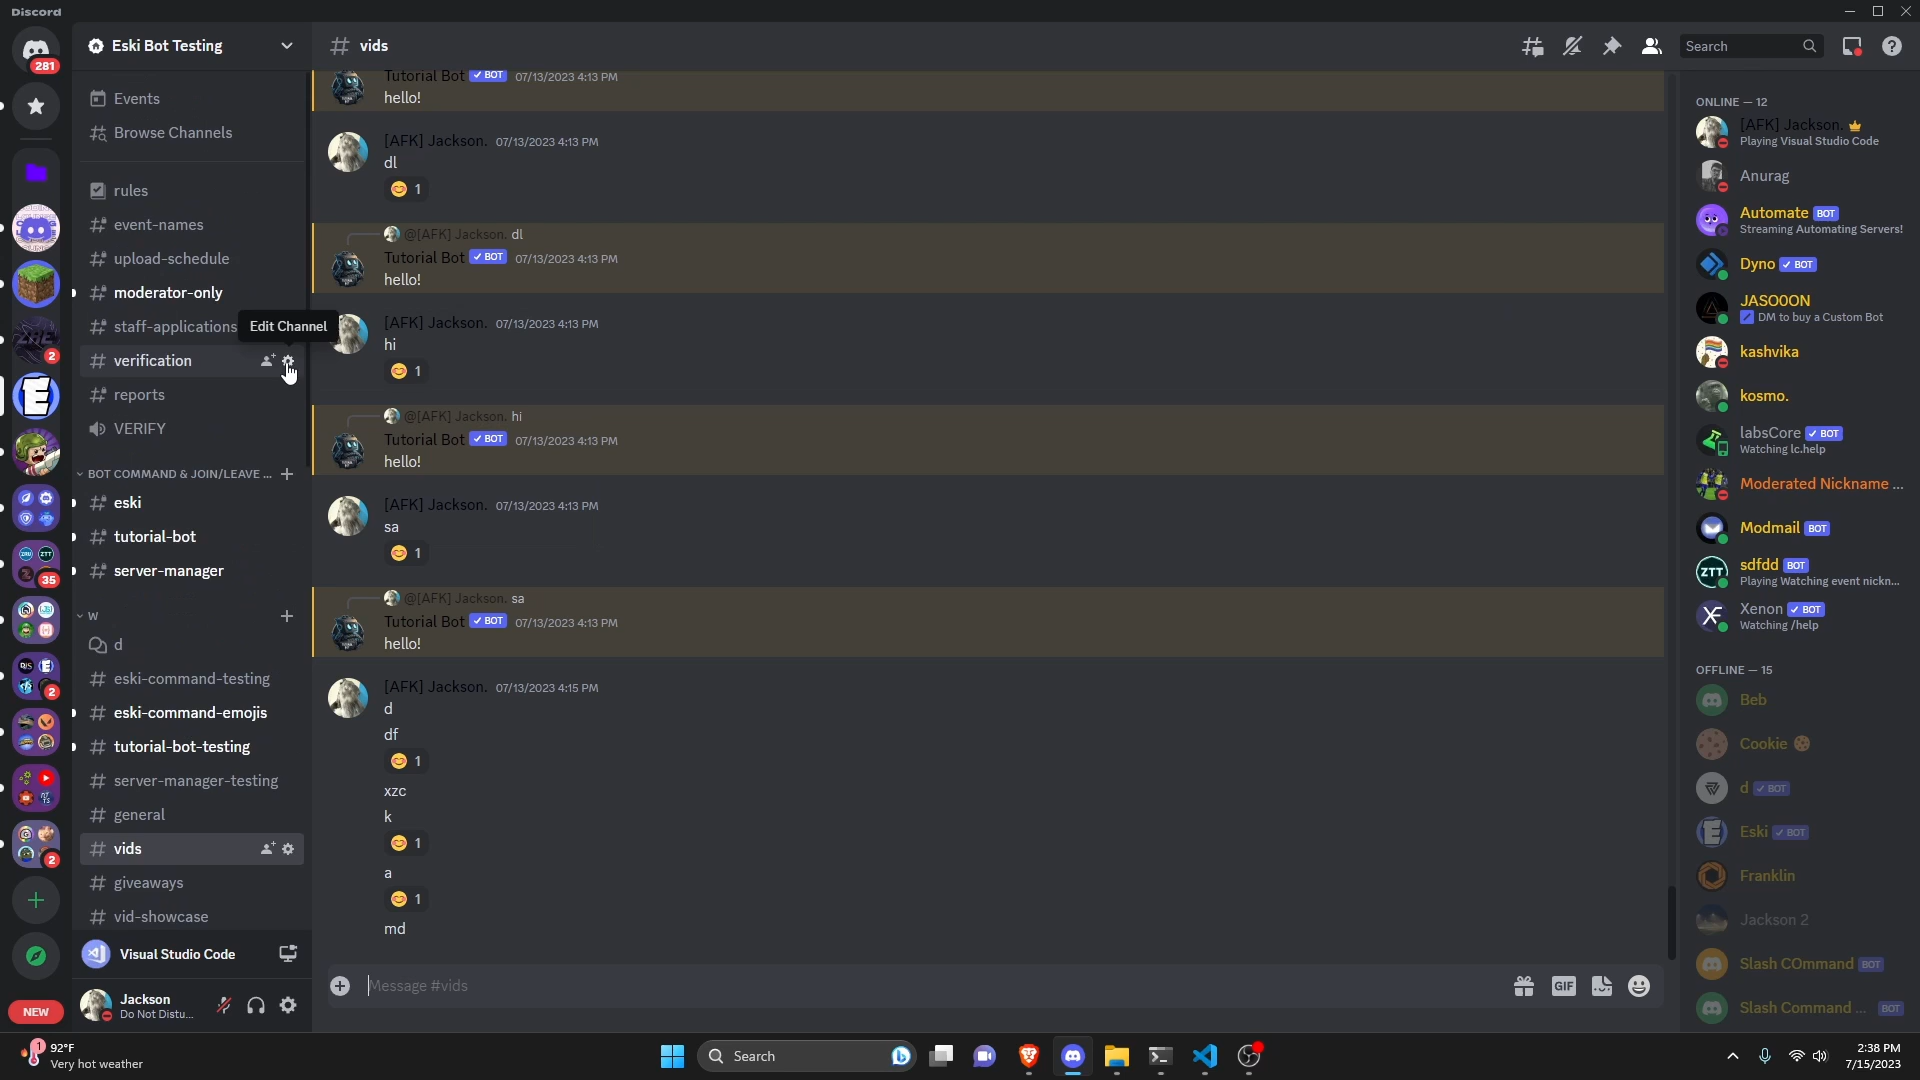 Discord
281
Eski Bot Testing
Events
Browse Channels
rules
event-names
upload-schedule
moderator-only
staff-applications
Edit Channel
verification
reports
VERIFY
BOT COMMAND & JOIN/LEAVE ...
eski
tutorial-bot
server-manager
W
d
eski-command-testing
eski-command-emojis
tutorial-bot-testing
server-manager-testing
general
vids
giveaways
vid-showcase
Visual Studio Code
Jackson
Do Not Distu...
2
35
2
2
NEW
vids
Search
Tutorial Bot BOT 07/13/2023 4:13 PM
hello!
[AFK] Jackson. 07/13/2023 4:13 PM
dl
1
@[AFK] Jackson. dl
Tutorial Bot BOT 07/13/2023 4:13 PM
hello!
[AFK] Jackson. 07/13/2023 4:13 PM
hi
1
@[AFK] Jackson. hi
Tutorial Bot BOT 07/13/2023 4:13 PM
hello!
[AFK] Jackson. 07/13/2023 4:13 PM
sa
1
@[AFK] Jackson. sa
Tutorial Bot BOT 07/13/2023 4:13 PM
hello!
[AFK] Jackson. 07/13/2023 4:15 PM
d
df
1
xzc
k
1
a
1
md
Message #vids
GIF
ONLINE — 12
[AFK] Jackson.
Playing Visual Studio Code
Anurag
Automate BOT
Streaming Automating Servers!
Dyno BOT
JASO0ON
DM to buy a Custom Bot
kashvika
kosmo.
labsCore BOT
Watching lc.help
Moderated Nickname ...
Modmail BOT
ZTT
sdfdd BOT
Playing Watching event nickn...
Xenon BOT
Watching /help
OFFLINE — 15
Beb
Cookie
d BOT
Eski BOT
Franklin
Jackson 2
Slash COmmand BOT
Slash Command ... BOT
1
92°F
Very hot weather
Search
2:38 PM
7/15/2023